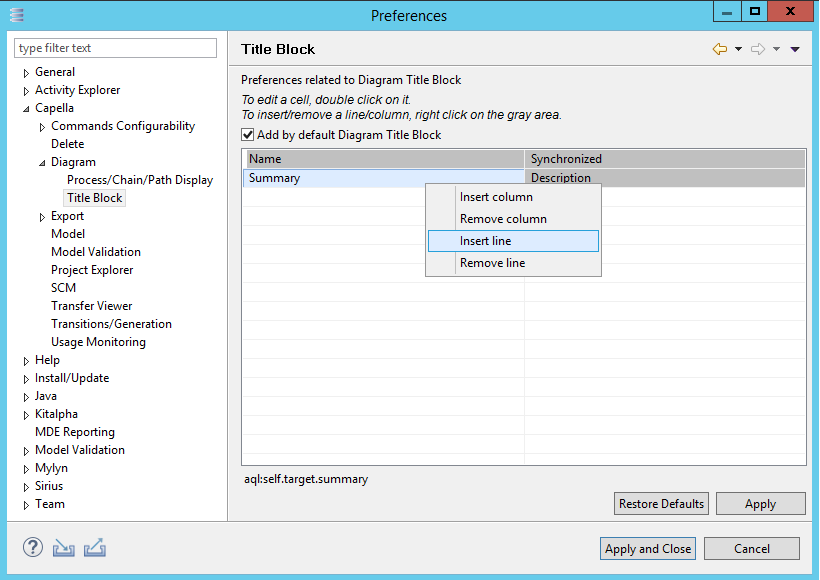 Preferences
type filter text
General
Activity Explorer
Capella
Commands Configurability
Delete
Diagram
Process/Chain/Path Display
Title Block
Export
Model
Model Validation
Project Explorer
SCM
Transfer Viewer
Transitions/Generation
Usage Monitoring
Help
Install/Update
Java
Kitalpha
MDE Reporting
Model Validation
Mylyn
Sirius
Team
Title Block
Preferences related to Diagram Title Block
To edit a cell, double click on it.
To insert/remove a line/column, right click on the gray area.
Add by default Diagram Title Block
Name Synchronized
Summary Description
Insert column
Remove column
Insert line
Remove line
aql:self.target.summary
Restore Defaults Apply
Apply and Close Cancel